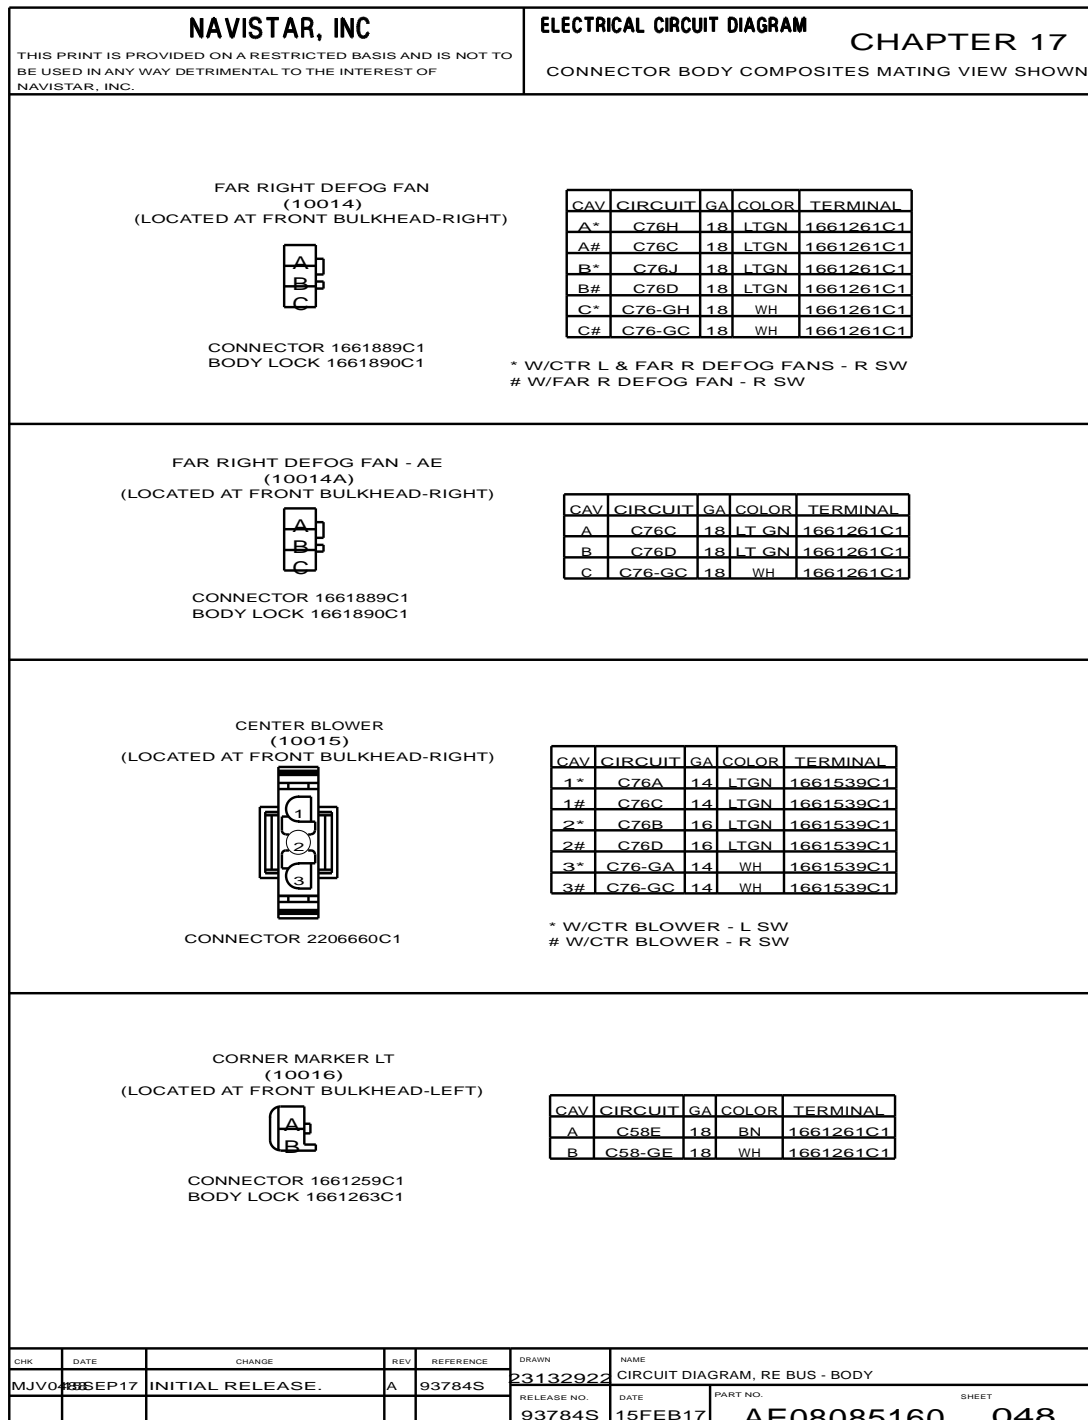 NAVISTAR, INC
THIS PRINT IS PROVIDED ON A RESTRICTED BASIS AND IS NOT TO
BE USED IN ANY WAY DETRIMENTAL TO THE INTEREST OF
NAVISTAR, INC.
ELECTRICAL CIRCUIT DIAGRAM
CHAPTER 17
CONNECTOR BODY COMPOSITES MATING VIEW SHOWN
FAR RIGHT DEFOG FAN
(10014)
(LOCATED AT FRONT BULKHEAD-RIGHT)
A
B
C
CONNECTOR 1661889C1
BODY LOCK 1661890C1
CAV CIRCUIT GA COLOR TERMINAL
A* C76H 18 LTGN 1661261C1
A# C76C 18 LTGN 1661261C1
B* C76J 18 LTGN 1661261C1
B# C76D 18 LTGN 1661261C1
C* C76-GH 18 WH 1661261C1
C# C76-GC 18 WH 1661261C1
* W/CTR L & FAR R DEFOG FANS - R SW
# W/FAR R DEFOG FAN - R SW
FAR RIGHT DEFOG FAN - AE
(10014A)
(LOCATED AT FRONT BULKHEAD-RIGHT)
A
B
C
CONNECTOR 1661889C1
BODY LOCK 1661890C1
CAV CIRCUIT GA COLOR TERMINAL
A C76C 18 LT GN 1661261C1
B C76D 18 LT GN 1661261C1
C C76-GC 18 WH 1661261C1
CENTER BLOWER
(10015)
(LOCATED AT FRONT BULKHEAD-RIGHT)
1
2
3
CONNECTOR 2206660C1
CAV CIRCUIT GA COLOR TERMINAL
1* C76A 14 LTGN 1661539C1
1# C76C 14 LTGN 1661539C1
2* C76B 16 LTGN 1661539C1
2# C76D 16 LTGN 1661539C1
3* C76-GA 14 WH 1661539C1
3# C76-GC 14 WH 1661539C1
* W/CTR BLOWER - L SW
# W/CTR BLOWER - R SW
CORNER MARKER LT
(10016)
(LOCATED AT FRONT BULKHEAD-LEFT)
A
B
CONNECTOR 1661259C1
BODY LOCK 1661263C1
CAV CIRCUIT GA COLOR TERMINAL
A C58E 18 BN 1661261C1
B C58-GE 18 WH 1661261C1
CHK DATE CHANGE REV REFERENCE
INITIAL RELEASE. A 93784S
DRAWN
23132922
NAME
CIRCUIT DIAGRAM, RE BUS - BODY
RELEASE NO.
93784S
DATE
15FEB17
PART NO.
AE08085160
SHEET
048